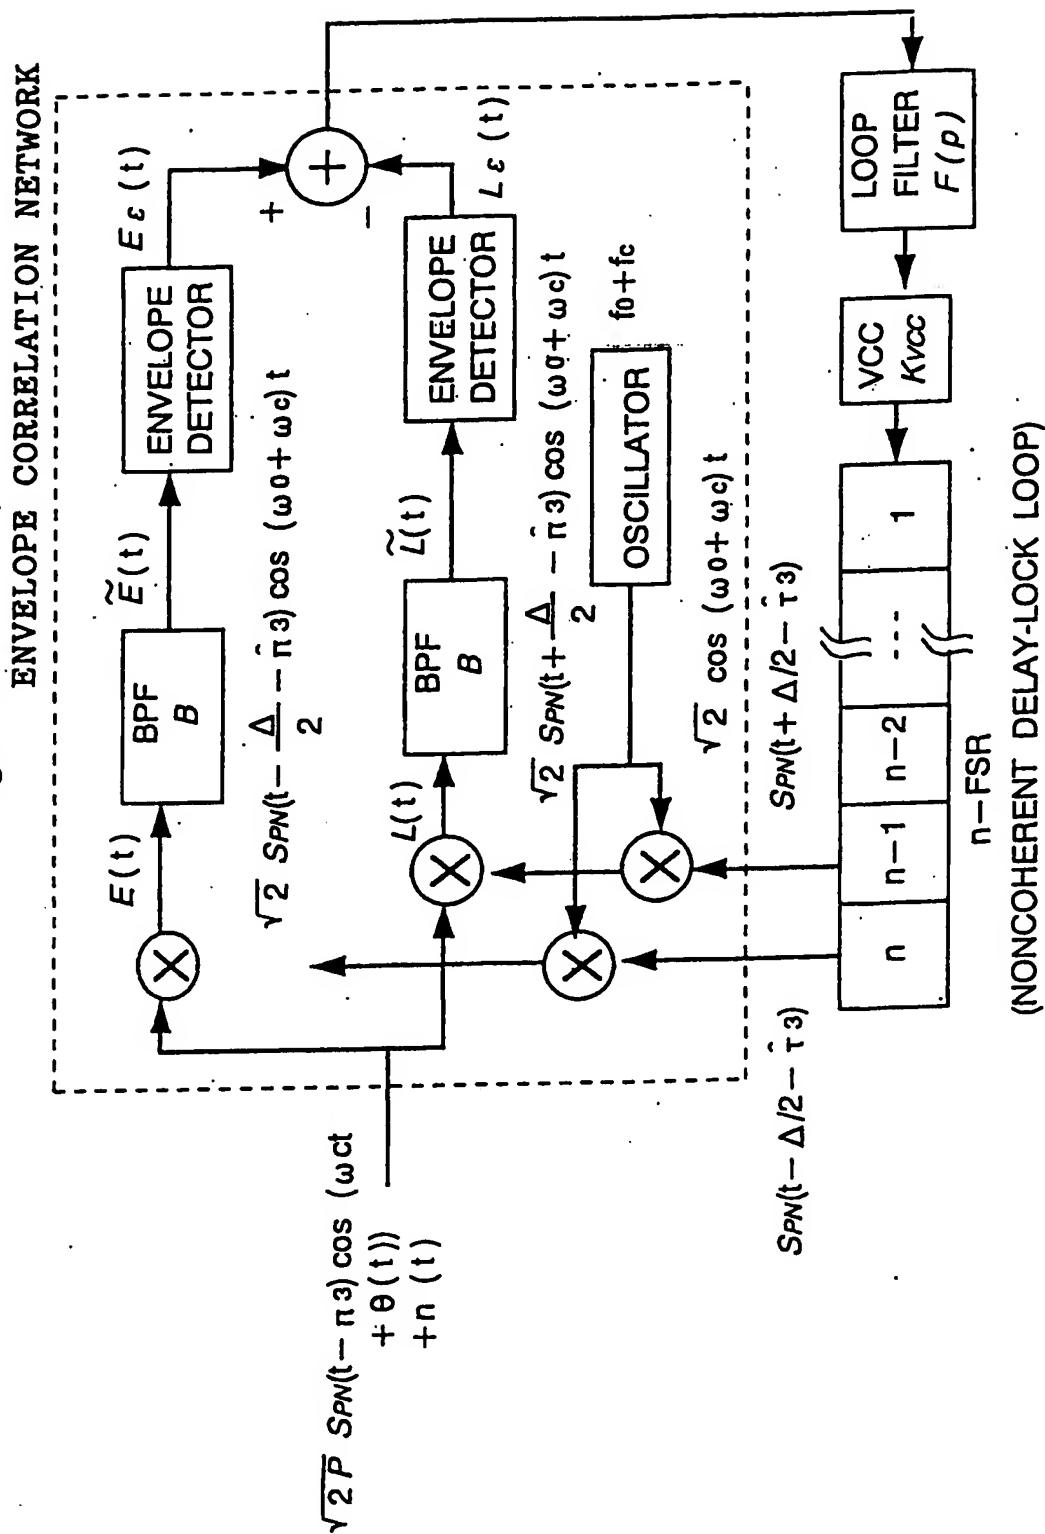 ENVELOPE CORRELATION NETWORK
E(t)
BPF
B
Ẽ(t)
ENVELOPE
DETECTOR
Eε (t)
+
+
−
√2 SPN(t− Δ/2 − n̂3) cos (ω0+ ωc) t
L(t)
BPF
B
L̃(t)
ENVELOPE
DETECTOR
Lε (t)
√2 SPN(t+ Δ/2 − n̂3) cos (ω0+ ωc) t
OSCILLATOR
f0+fc
√2 cos (ω0+ ωc) t
√2P SPN(t− n̂3) cos (ωct
+ θ(t))
+n (t)
SPN(t− Δ/2− τ̂3)
SPN(t+ Δ/2− τ̂3)
n
n−1
n−2
----
1
VCC
Kvcc
LOOP
FILTER
F(p)
n−FSR
(NONCOHERENT DELAY-LOCK LOOP)